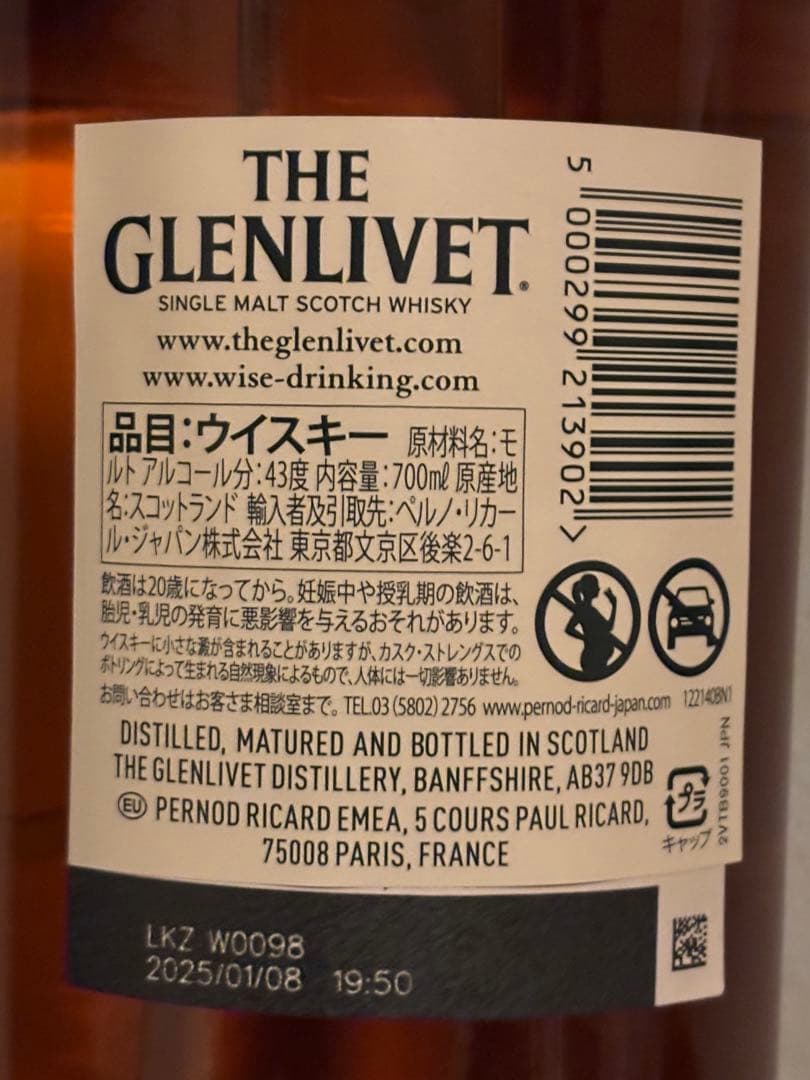 THE
GLENLIVET®
SINGLE MALT SCOTCH WHISKY
www.theglenlivet.com
www.wise-drinking.com
品目:ウイスキー 原材料名:モ
ルト アルコール分:43度 内容量:700㎖ 原産地
名:スコットランド 輸入者及引取先:ペルノ・リカー
ル・ジャパン株式会社 東京都文京区後楽2-6-1
飲酒は20歳になってから。妊娠中や授乳期の飲酒は、
胎児・乳児の発育に悪影響を与えるおそれがあります。
ウイスキーに小さな澱が含まれることがありますが、カスク・ストレングスでの
ボトリングによって生まれる自然現象によるもので、人体には一切影響ありません。
お問い合わせはお客さま相談室まで。TEL.03 (5802) 2756 www.pernod-ricard-japan.com
122140BN1
DISTILLED, MATURED AND BOTTLED IN SCOTLAND
THE GLENLIVET DISTILLERY, BANFFSHIRE, AB37 9DB
EU PERNOD RICARD EMEA, 5 COURS PAUL RICARD,
75008 PARIS, FRANCE
5 000299 213902 >
プラ
キャップ
2VTB9001 JPN
LKZ W0098
2025/01/08 19:50